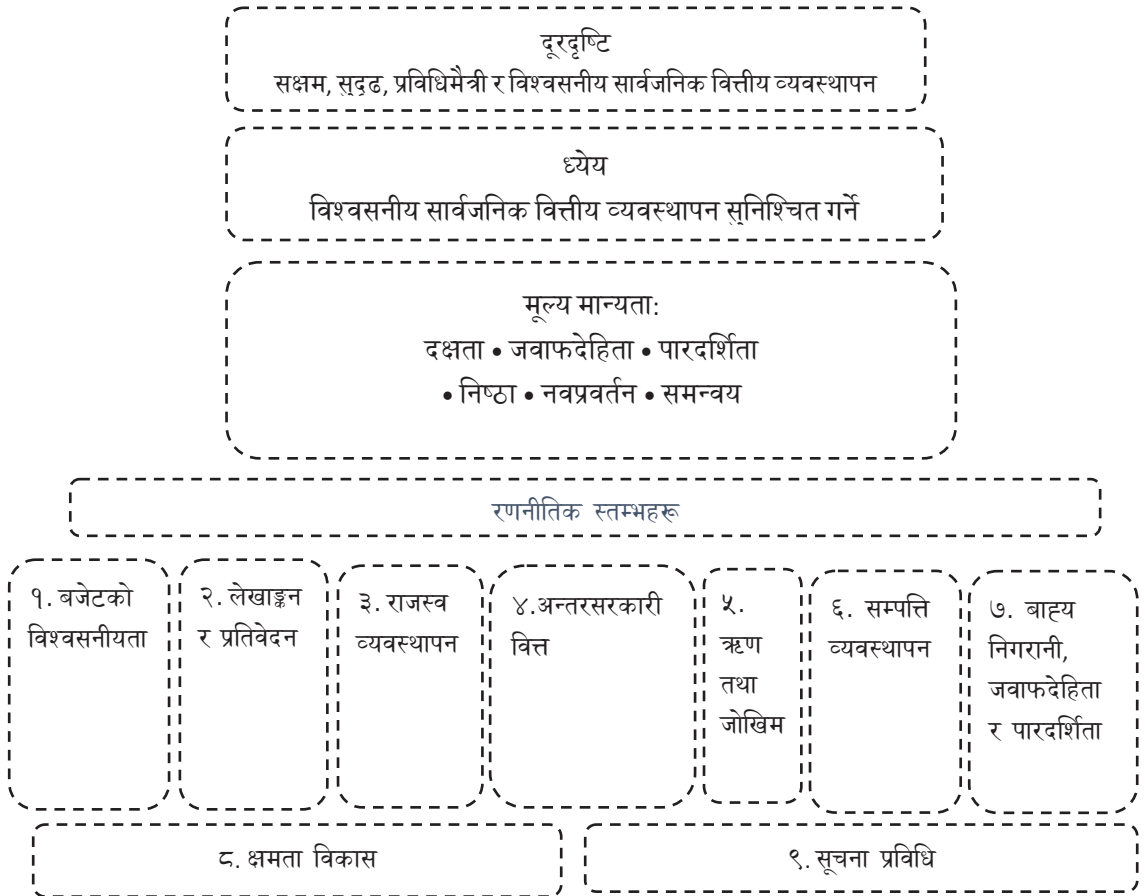 दूरदृष्टि
सक्षम, सुदृढ, प्रविधिमैत्री र विश्वसनीय सार्वजनिक वित्तीय व्यवस्थापन
ध्येय
विश्वसनीय सार्वजनिक वित्तीय व्यवस्थापन सुनिश्चित गर्ने
मूल्य मान्यता:
दक्षता • जवाफदेहिता • पारदर्शिता
• निष्ठा • नवप्रवर्तन • समन्वय
रणनीतिक स्तम्भहरू
१. बजेटको
विश्वसनीयता
२. लेखाङ्कन
र प्रतिवेदन
३. राजस्व
व्यवस्थापन
४.अन्तरसरकारी
वित्त
५.
ऋण
तथा
जोखिम
६. सम्पत्ति
व्यवस्थापन
७. बाह्य
निगरानी,
जवाफदेहिता
र पारदर्शिता
८. क्षमता विकास
९. सूचना प्रविधि